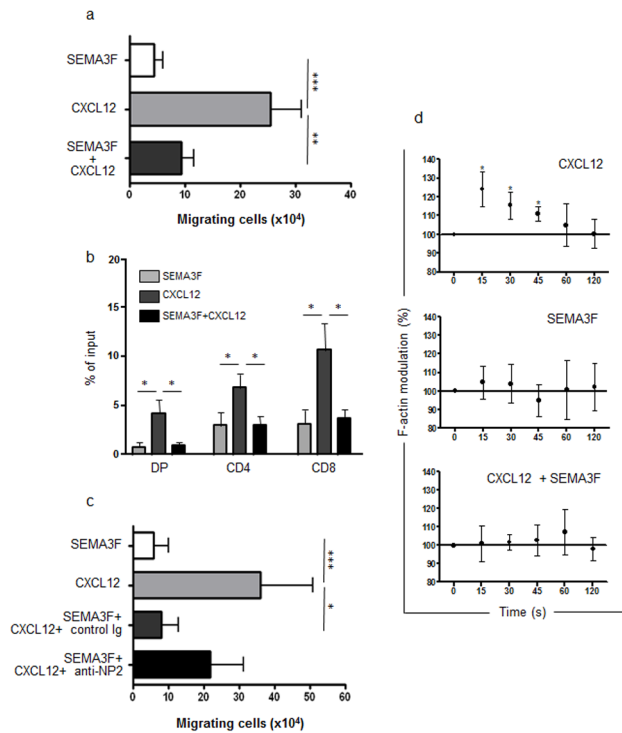 a
SEMA3F
CXCL12
SEMA3F
+
CXCL12
***
**
0 10 20 30 40
Migrating cells (x10⁴)
b
20
15
10
5
0
% of input
SEMA3F
CXCL12
SEMA3F+CXCL12
* *
* *
* *
DP CD4 CD8
c
SEMA3F
CXCL12
SEMA3F+
CXCL12+ control Ig
SEMA3F+
CXCL12+ anti-NP2
***
*
0 10 20 30 40 50 60
Migrating cells (x10⁴)
d
F-actin modulation (%)
CXCL12
140
130
120
110
100
90
80
* * *
0 15 30 45 60 120
SEMA3F
140
130
120
110
100
90
80
0 15 30 45 60 120
CXCL12 + SEMA3F
140
130
120
110
100
90
80
0 15 30 45 60 120
Time (s)